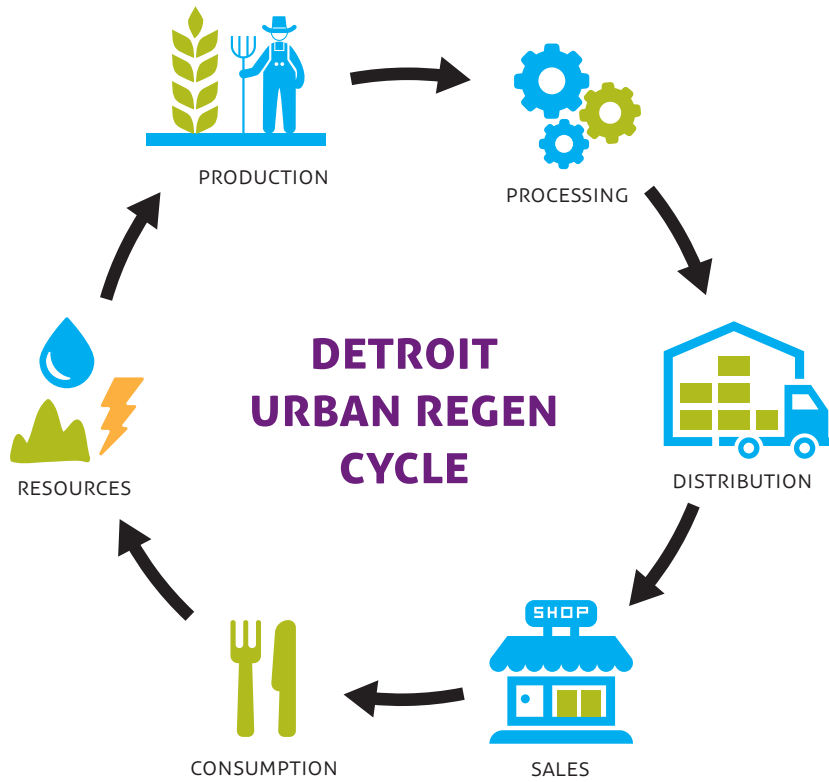 PRODUCTION
PROCESSING
DETROIT
URBAN REGEN
CYCLE
RESOURCES
DISTRIBUTION
SHOP
CONSUMPTION
SALES